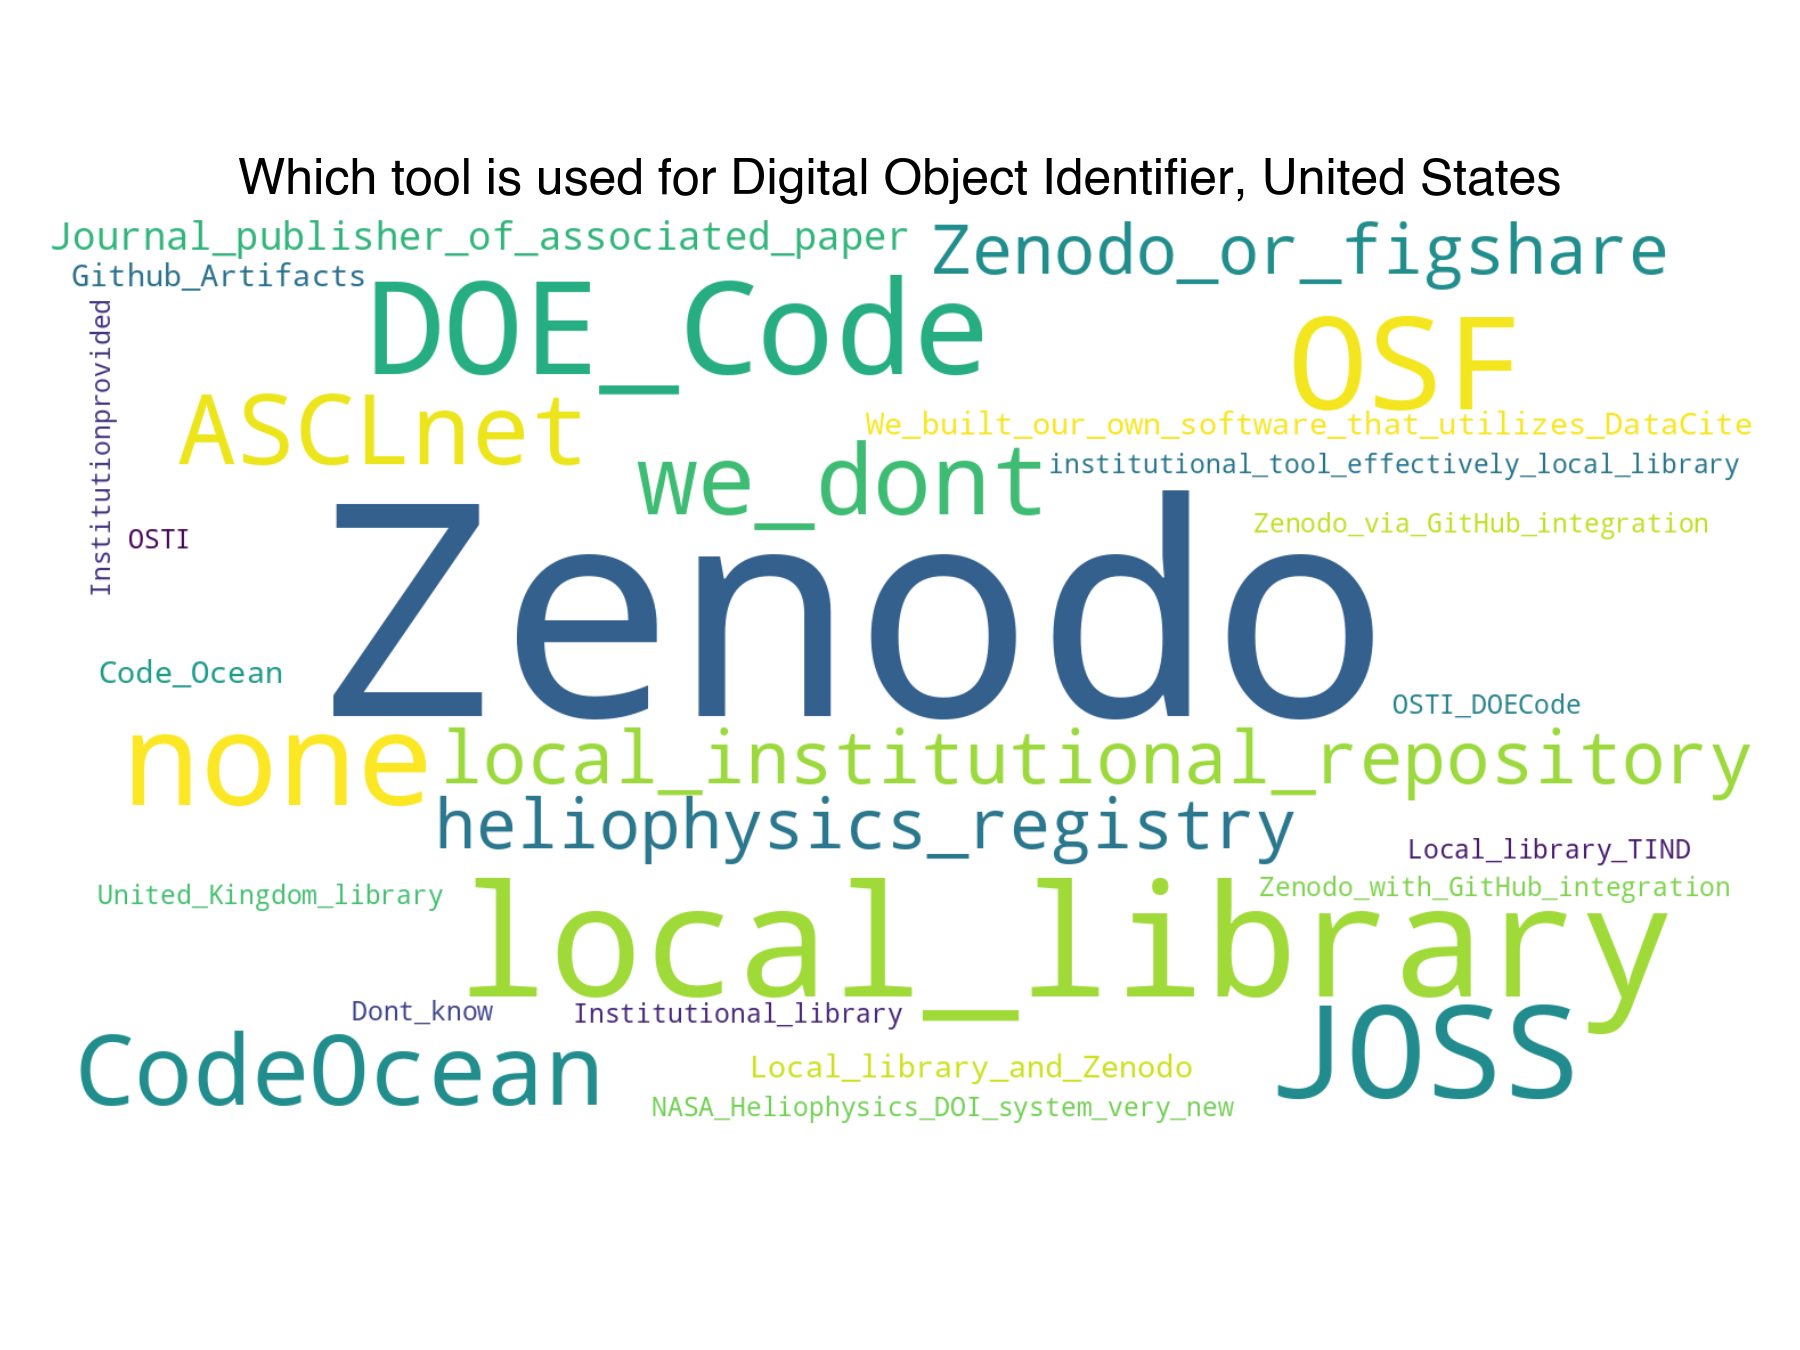 Which tool is used for Digital Object Identifier, United States
Journal_publisher_of_associated_paper
Zenodo_or_figshare
Github_Artifacts
DOE_Code
Institutionprovided
OSF
ASCLnet
We_built_our_own_software_that_utilizes_DataCite
we_dont
institutional_tool_effectively_local_library
Zenodo_via_GitHub_integration
OSTI
Zenodo
Code_Ocean
OSTI_DOECode
none
local_institutional_repository
heliophysics_registry
Local_library_TIND
United_Kingdom_library
Zenodo_with_GitHub_integration
local_library
Dont_know
Institutional_library
CodeOcean
JOSS
Local_library_and_Zenodo
NASA_Heliophysics_DOI_system_very_new